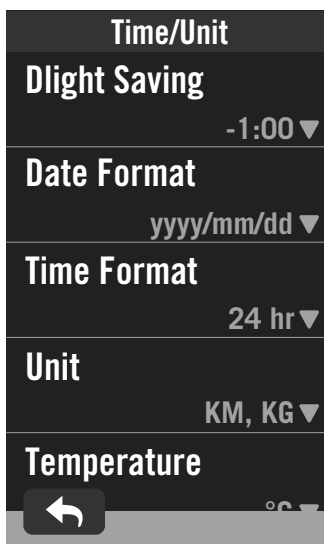 Time/Unit
Dlight Saving
-1:00
Date Format
yyyy/mm/dd
Time Format
24 hr
Unit
KM, KG
Temperature
°C